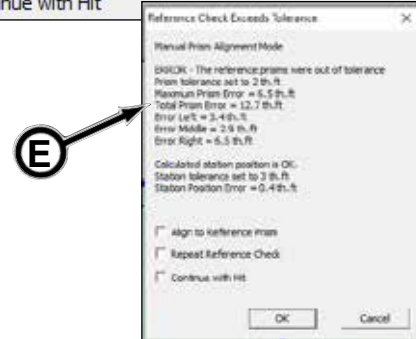 nue with Hit
Reference Check Exceeds Tolerance
Manual Prism Alignment Mode
ERROR - The reference prisms were out of tolerance
Prism tolerance set to 2 th.ft
Maximum Prism Error = 6.5 th.ft
Total Prism Error = 12.7 th.ft
Error Left = 3.4 th.ft
Error Middle = 2.9 th.ft
Error Right = 6.5 th.ft
Calculated station position is OK.
Station tolerance set to 3 th.ft
Station Position Error = 0.4 th.ft
Align to Reference Prism
Repeat Reference Check
Continue with Hit
OK Cancel
E